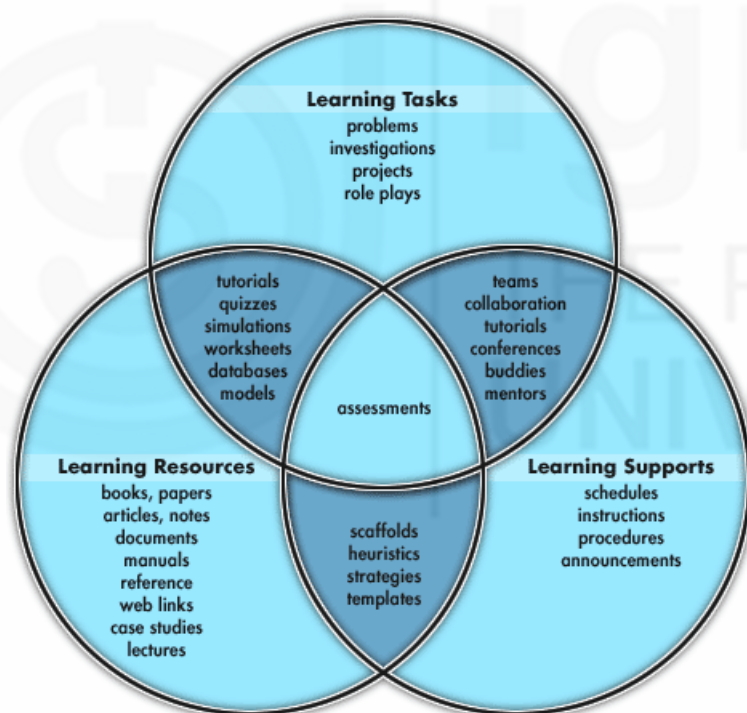 Learning Tasks
problems
investigations
projects
role plays
tutorials
quizzes
simulations
worksheets
databases
models
teams
collaboration
tutorials
conferences
buddies
mentors
assessments
Learning Resources
books, papers
articles, notes
documents
manuals
reference
web links
case studies
lectures
Learning Supports
schedules
instructions
procedures
announcements
scaffolds
heuristics
strategies
templates